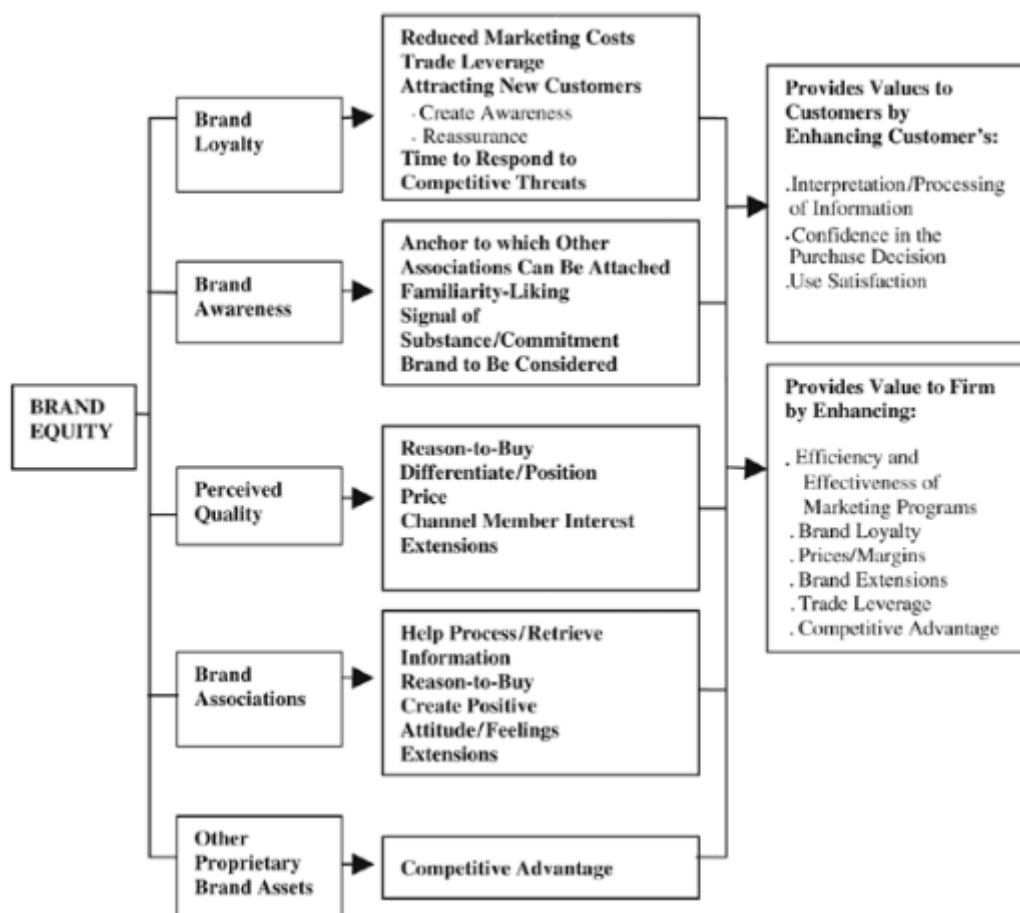 BRAND
EQUITY
Brand
Loyalty
Reduced Marketing Costs
Trade Leverage
Attracting New Customers
. Create Awareness
. Reassurance
Time to Respond to
Competitive Threats
Brand
Awareness
Anchor to which Other
Associations Can Be Attached
Familiarity-Liking
Signal of
Substance/Commitment
Brand to Be Considered
Perceived
Quality
Reason-to-Buy
Differentiate/Position
Price
Channel Member Interest
Extensions
Brand
Associations
Help Process/Retrieve
Information
Reason-to-Buy
Create Positive
Attitude/Feelings
Extensions
Other
Proprietary
Brand Assets
Competitive Advantage
Provides Values to
Customers by
Enhancing Customer's:
.Interpretation/Processing
of Information
.Confidence in the
Purchase Decision
.Use Satisfaction
Provides Value to Firm
by Enhancing:
. Efficiency and
Effectiveness of
Marketing Programs
. Brand Loyalty
. Prices/Margins
. Brand Extensions
. Trade Leverage
. Competitive Advantage